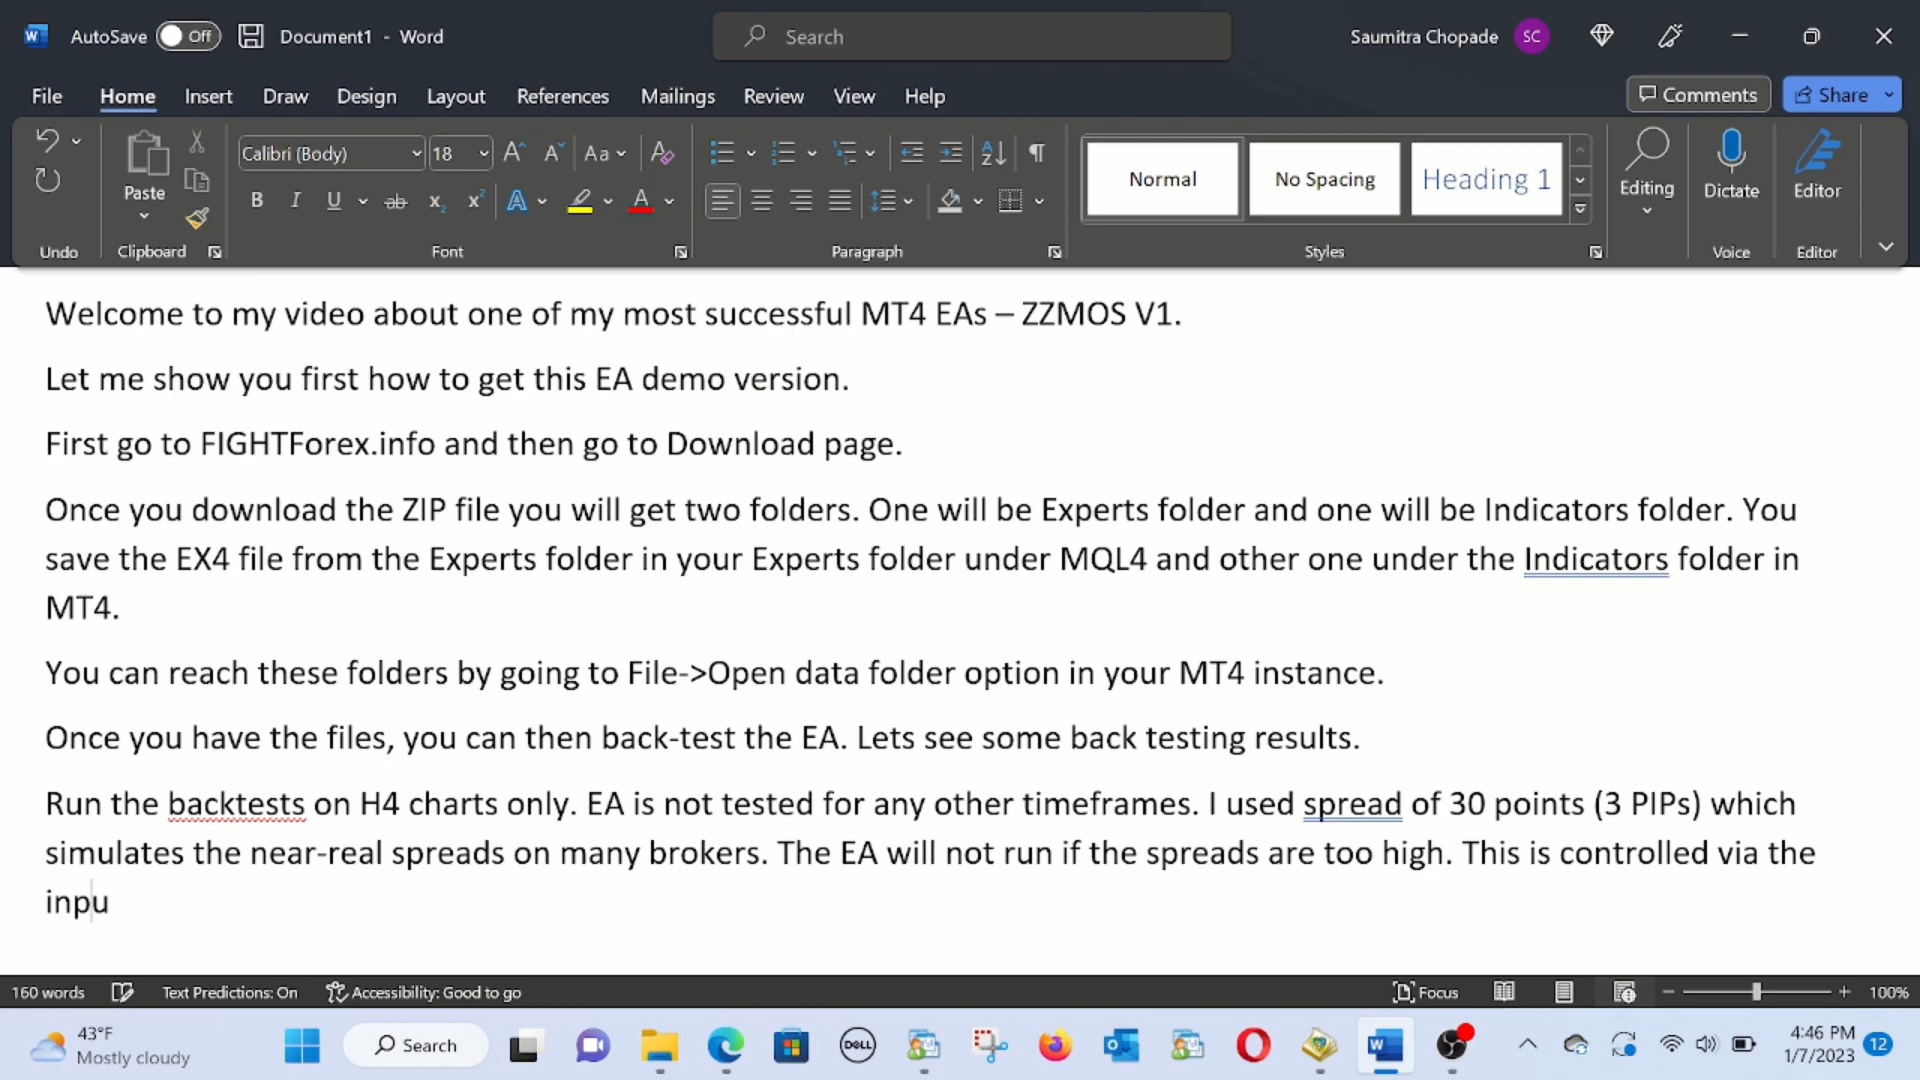 AutoSave Off Document1 - Word Search Saumitra Chopade SC
File Home Insert Draw Design Layout References Mailings Review View Help Comments Share
Calibri (Body) 18 Aa
Paste Normal No Spacing Heading 1 Editing Dictate Editor
Undo Clipboard Font Paragraph Styles Voice Editor
Welcome to my video about one of my most successful MT4 EAs – ZZMOS V1.
Let me show you first how to get this EA demo version.
First go to FIGHTForex.info and then go to Download page.
Once you download the ZIP file you will get two folders. One will be Experts folder and one will be Indicators folder. You
save the EX4 file from the Experts folder in your Experts folder under MQL4 and other one under the Indicators folder in
MT4.
You can reach these folders by going to File->Open data folder option in your MT4 instance.
Once you have the files, you can then back-test the EA. Lets see some back testing results.
Run the backtests on H4 charts only. EA is not tested for any other timeframes. I used spread of 30 points (3 PIPs) which
simulates the near-real spreads on many brokers. The EA will not run if the spreads are too high. This is controlled via the
inpu
160 words Text Predictions: On Accessibility: Good to go Focus 100%
43°F
Mostly cloudy
Search
DELL
4:46 PM
1/7/2023
12